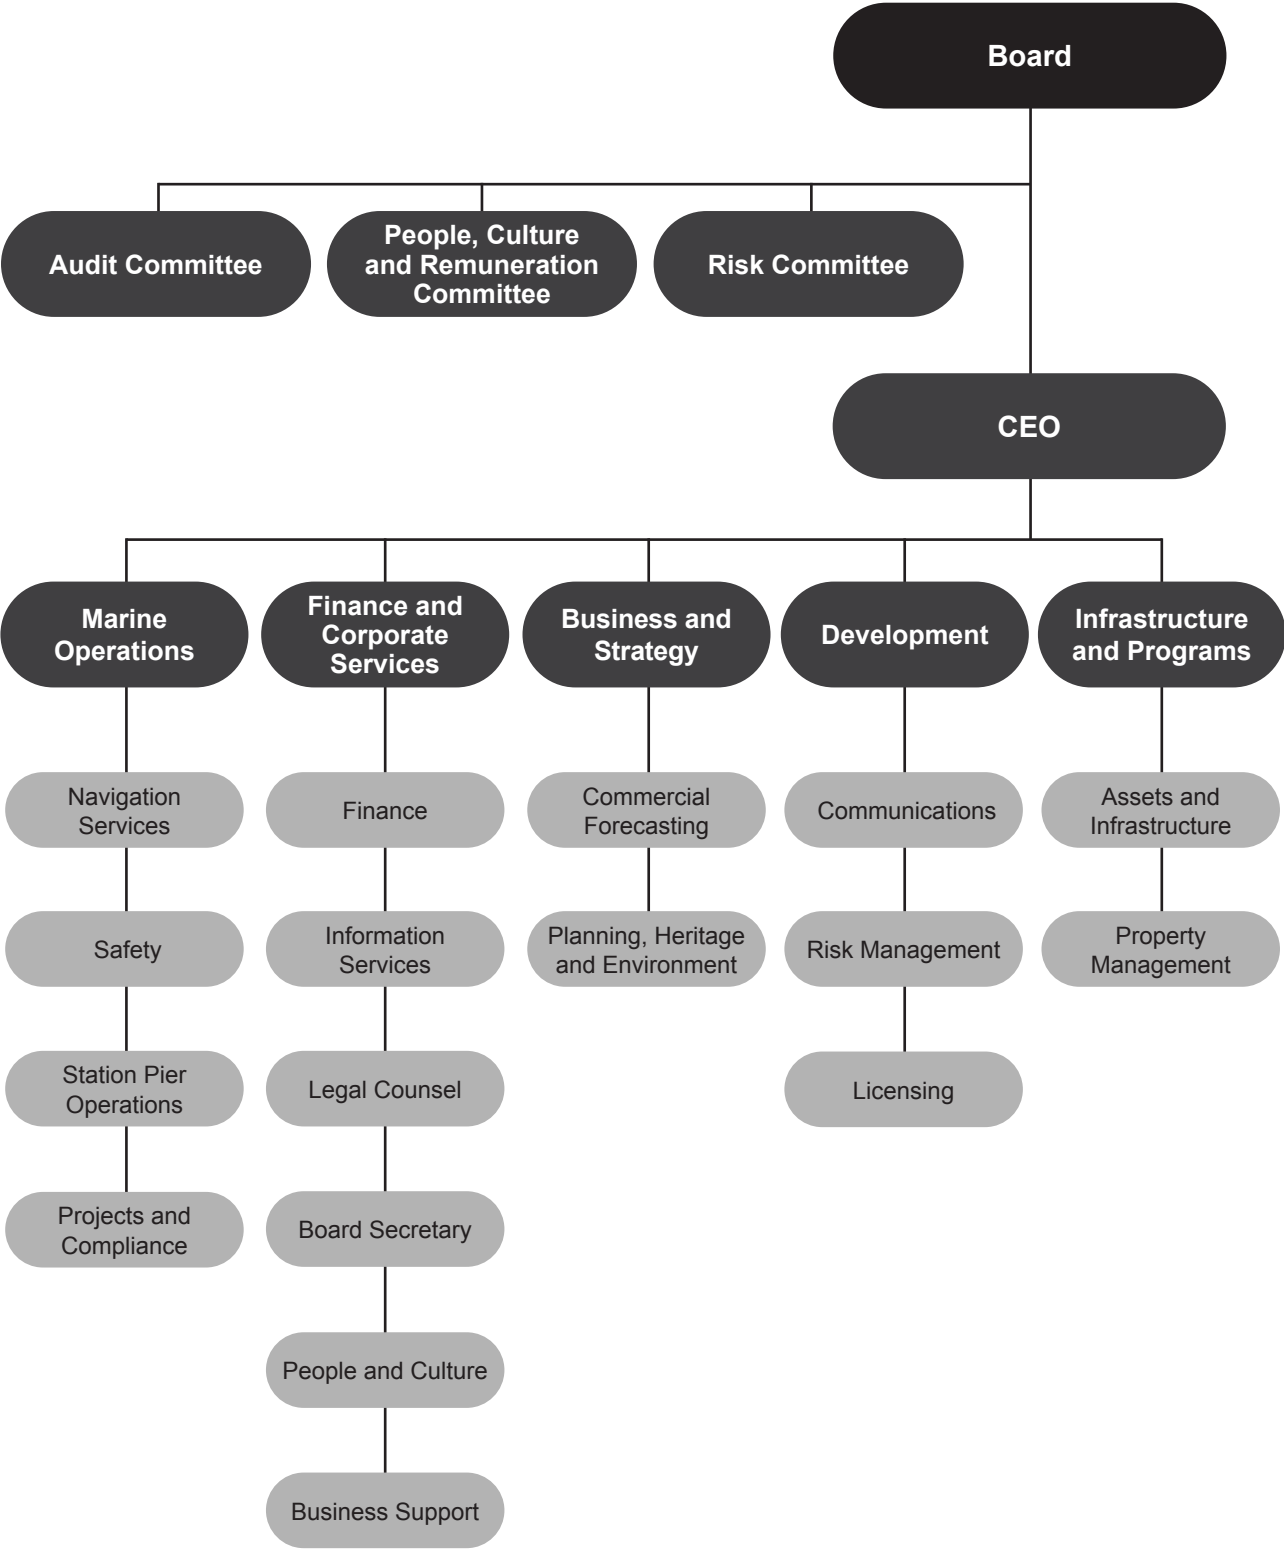 Board
Audit Committee
People, Culture
and Remuneration
Committee
Risk Committee
CEO
Marine
Operations
Finance and
Corporate
Services
Business and
Strategy
Development
Infrastructure
and Programs
Navigation
Services
Safety
Station Pier
Operations
Projects and
Compliance
Finance
Information
Services
Legal Counsel
Board Secretary
People and Culture
Business Support
Commercial
Forecasting
Planning, Heritage
and Environment
Communications
Risk Management
Licensing
Assets and
Infrastructure
Property
Management